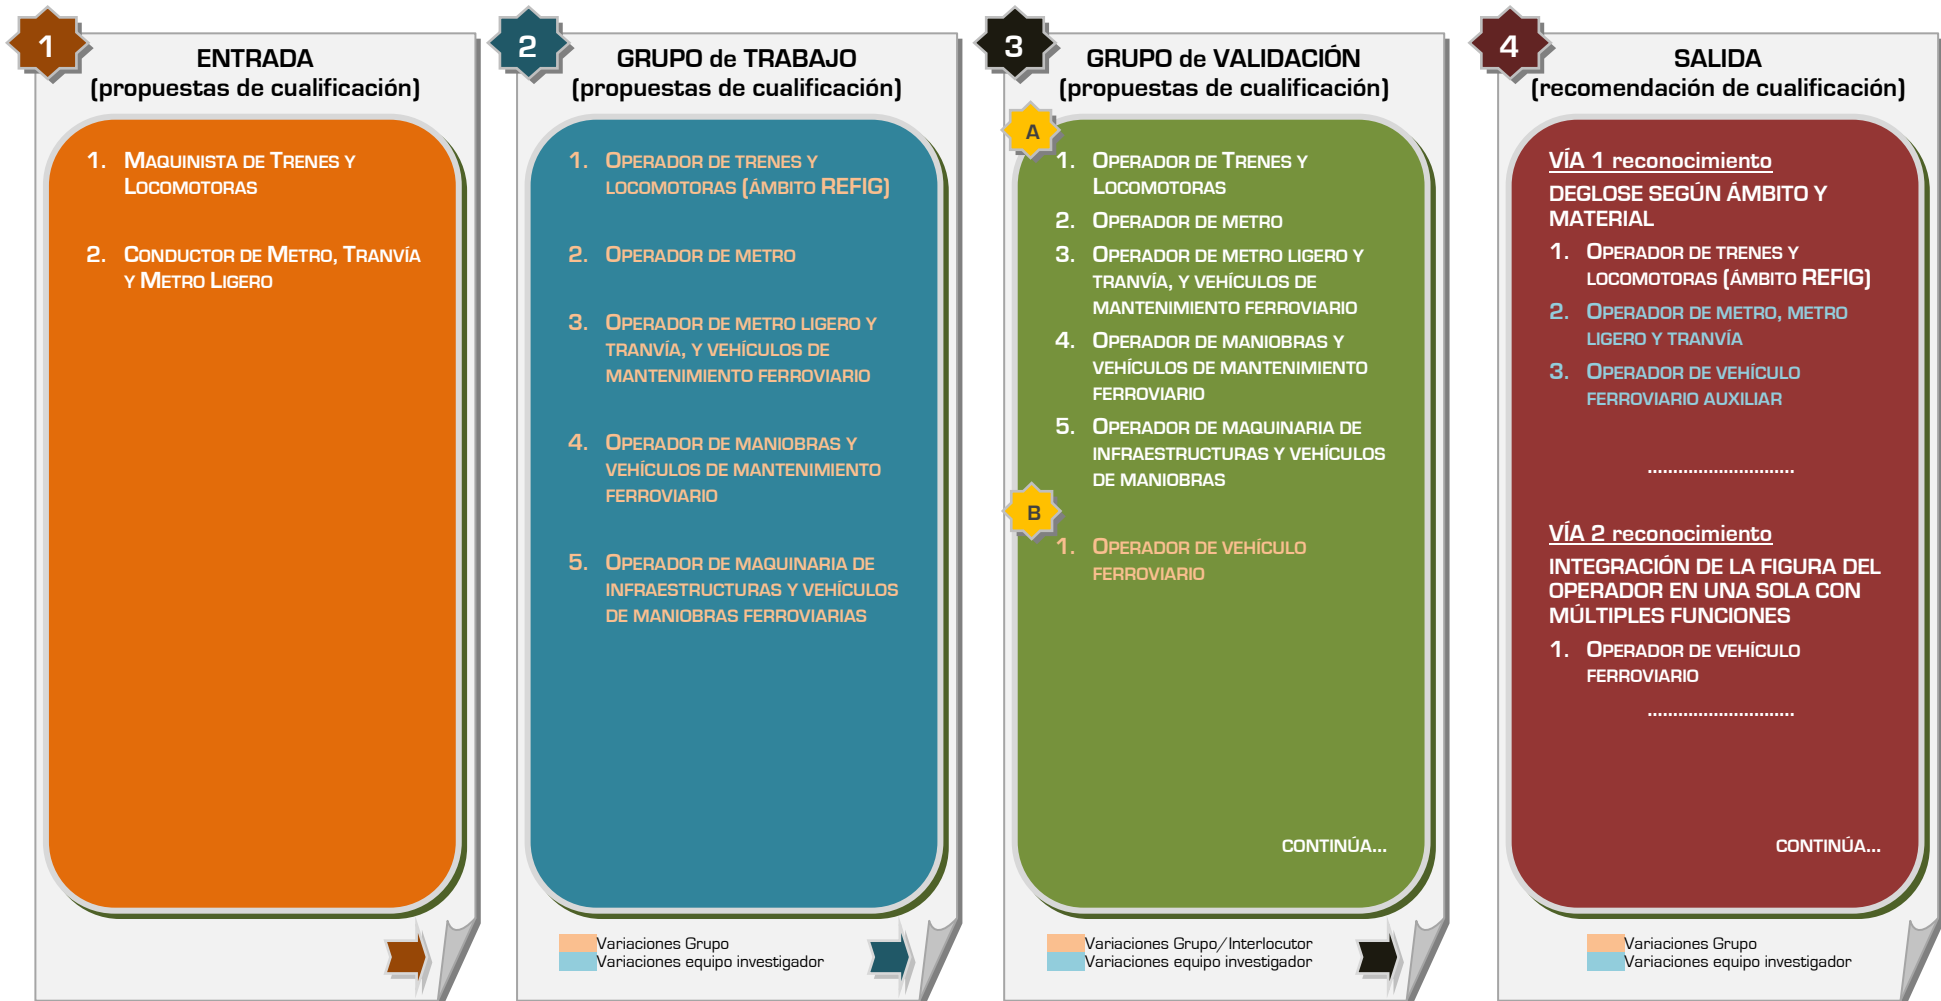 1
ENTRADA
(propuestas de cualificación)
1. Maquinista de Trenes y
Locomotoras
2. Conductor de Metro, Tranvía
y Metro Ligero
2
GRUPO de TRABAJO
(propuestas de cualificación)
1. Operador de trenes y
locomotoras (ámbito REFIG)
2. Operador de metro
3. Operador de metro ligero y
tranvía, y vehículos de
mantenimiento ferroviario
4. Operador de maniobras y
vehículos de mantenimiento
ferroviario
5. Operador de maquinaria de
infraestructuras y vehículos
de maniobras ferroviarias
Variaciones Grupo
Variaciones equipo investigador
3
GRUPO de VALIDACIÓN
(propuestas de cualificación)
A
1. Operador de Trenes y
Locomotoras
2. Operador de metro
3. Operador de metro ligero y
tranvía, y vehículos de
mantenimiento ferroviario
4. Operador de maniobras y
vehículos de mantenimiento
ferroviario
5. Operador de maquinaria de
infraestructuras y vehículos
de maniobras
B
1. Operador de vehículo
ferroviario
continúa...
Variaciones Grupo/Interlocutor
Variaciones equipo investigador
4
SALIDA
(recomendación de cualificación)
VÍA 1 reconocimiento
DEGLOSE SEGÚN ÁMBITO Y
MATERIAL
1. Operador de trenes y
locomotoras (ámbito REFIG)
2. Operador de metro, metro
ligero y tranvía
3. Operador de vehículo
ferroviario auxiliar
.............................
VÍA 2 reconocimiento
INTEGRACIÓN DE LA FIGURA DEL
OPERADOR EN UNA SOLA CON
MÚLTIPLES FUNCIONES
1. Operador de vehículo
ferroviario
.............................
continúa...
Variaciones Grupo
Variaciones equipo investigador